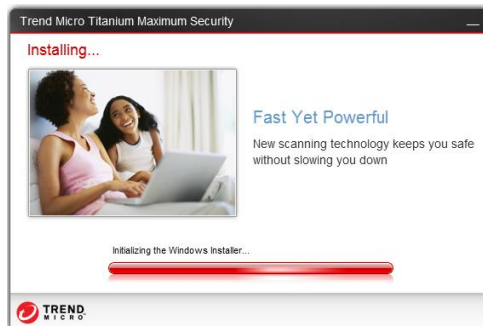 Trend Micro Titanium Maximum Security
Installing...
Fast Yet Powerful
New scanning technology keeps you safe
without slowing you down
Initializing the Windows Installer...
TREND
MICRO